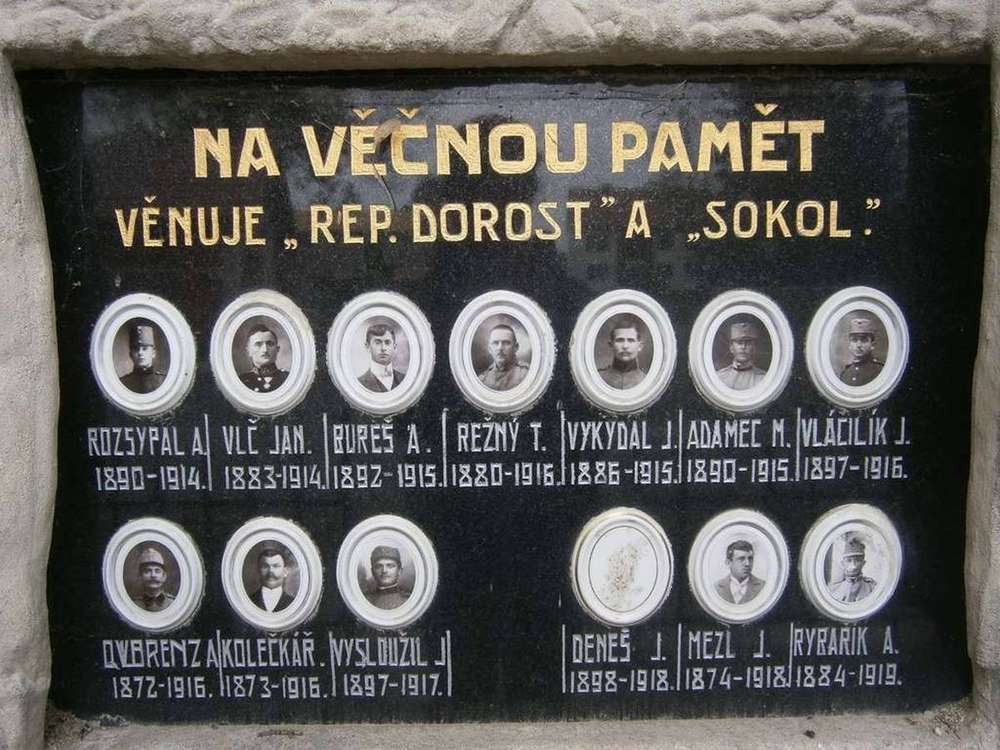 NA VĚČNOU PAMĚT
VĚNUJE „REP. DOROST” A „SOKOL.”
ROZSYPAL A. VLČ JAN. BUREŠ A. REŽNÝ T. VYKYDAL J. ADAMEC M. VLÁČILÍK J.
1890-1914. 1883-1914. 1892-1915. 1880-1916. 1886-1915. 1890-1915. 1897-1916.
KOLEČKÁŘ. VYSLOUŽIL J DENEŠ J. MEZL J. RYBAŘIK A.
1872-1916. 1873-1916. 1897-1917. 1898-1918. 1874-1918. 1884-1919.